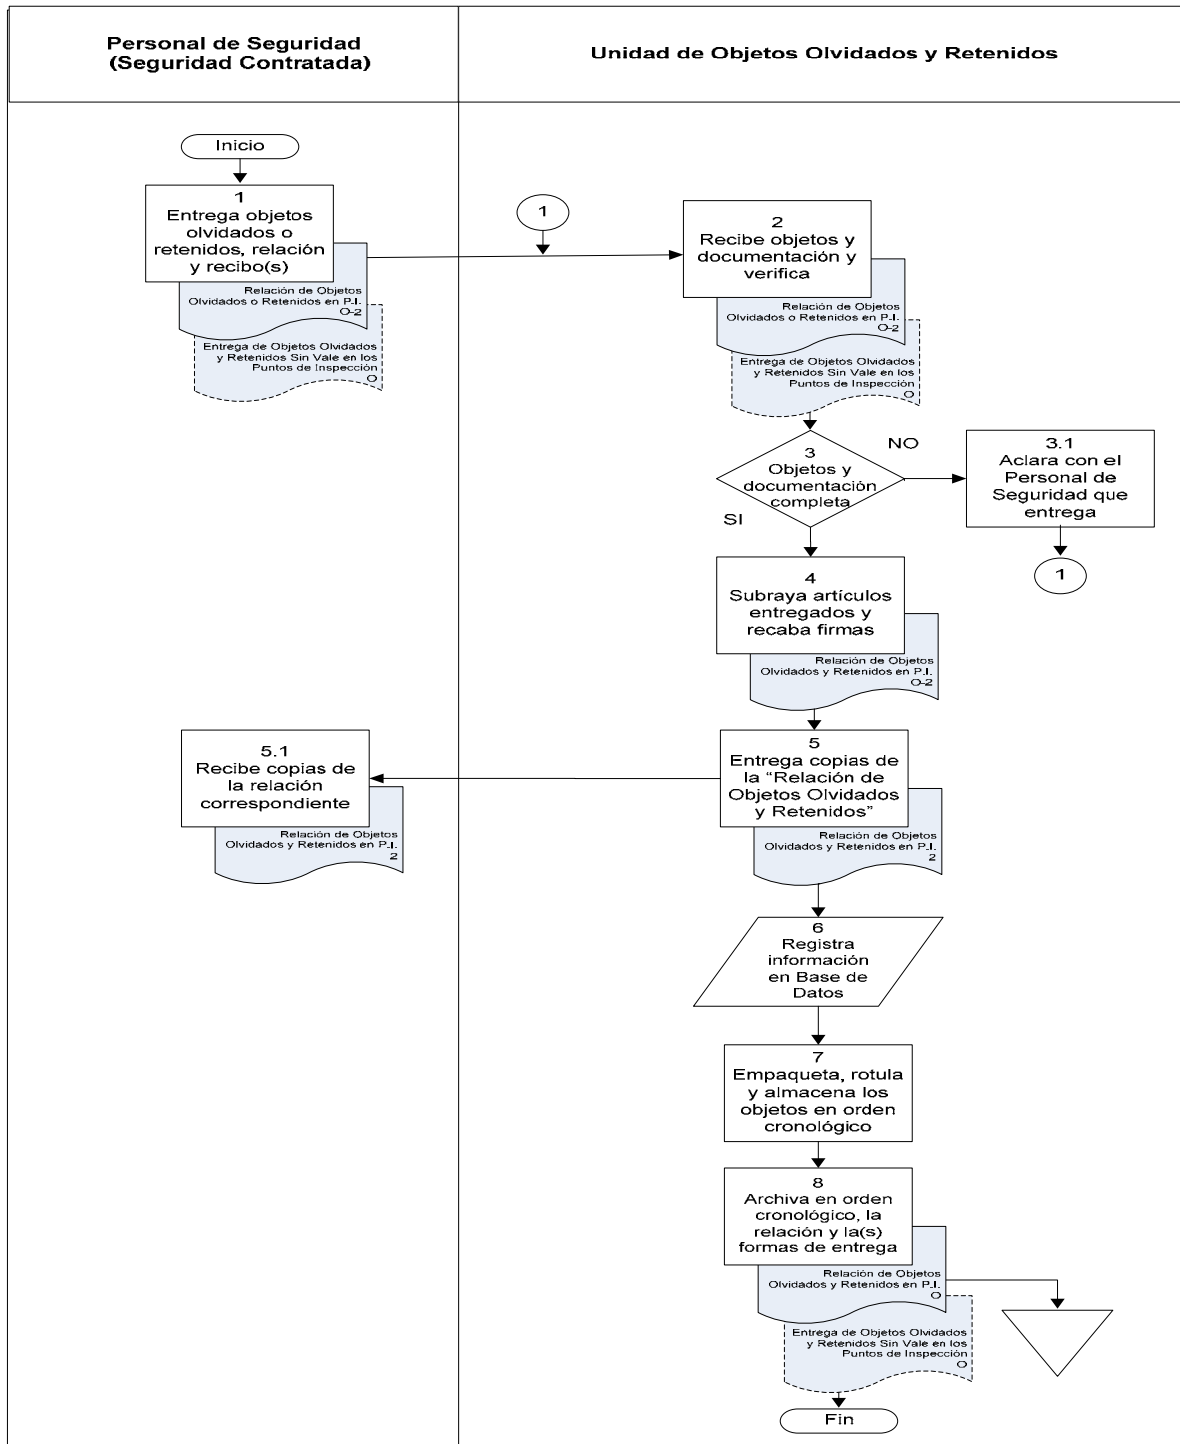 Personal de Seguridad
(Seguridad Contratada)
Unidad de Objetos Olvidados y Retenidos
Inicio
1
Entrega objetos
olvidados o
retenidos, relación
y recibo(s)
Relación de Objetos
Olvidados o Retenidos en P.I.
O-2
Entrega de Objetos Olvidados
y Retenidos Sin Vale en los
Puntos de Inspección
O
1
2
Recibe objetos y
documentación y
verifica
Relación de Objetos
Olvidados o Retenidos en P.I.
O-2
Entrega de Objetos Olvidados
y Retenidos Sin Vale en los
Puntos de Inspección
O
3
Objetos y
documentación
completa
NO
SI
3.1
Aclara con el
Personal de
Seguridad que
entrega
1
4
Subraya artículos
entregados y
recaba firmas
Relación de Objetos
Olvidados y Retenidos en P.I.
O-2
5
Entrega copias de
la “Relación de
Objetos Olvidados
y Retenidos”
Relación de Objetos
Olvidados y Retenidos en P.I.
2
5.1
Recibe copias de
la relación
correspondiente
Relación de Objetos
Olvidados y Retenidos en P.I.
2
6
Registra
información
en Base de
Datos
7
Empaqueta, rotula
y almacena los
objetos en orden
cronológico
8
Archiva en orden
cronológico, la
relación y la(s)
formas de entrega
Relación de Objetos
Olvidados y Retenidos en P.I.
O
Entrega de Objetos Olvidados
y Retenidos Sin Vale en los
Puntos de Inspección
O
Fin